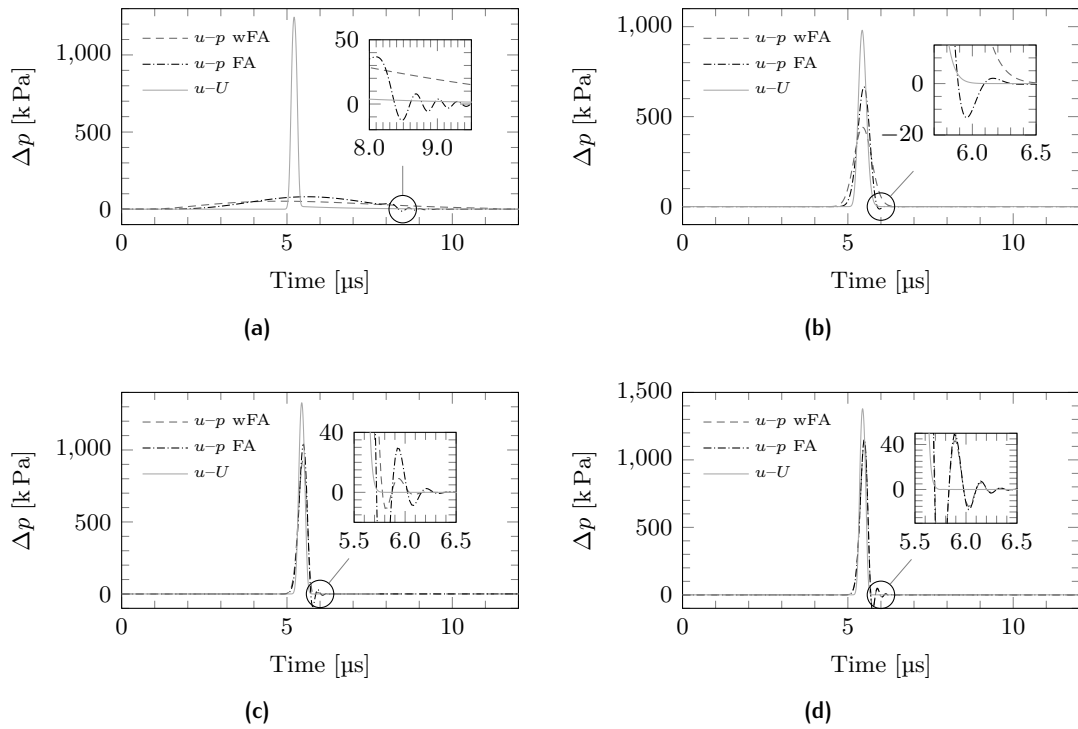 1,000
500
0
Δp [k Pa]
u–p wFA
u–p FA
u–U
50
0
8.0 9.0
0 5 10
Time [µs]
(a)
1,000
500
0
Δp [k Pa]
u–p wFA
u–p FA
u–U
0
−20
6.0 6.5
0 5 10
Time [µs]
(b)
1,000
500
0
Δp [k Pa]
u–p wFA
u–p FA
u–U
40
0
5.5 6.0 6.5
0 5 10
Time [µs]
(c)
1,500
1,000
500
0
Δp [k Pa]
u–p wFA
u–p FA
u–U
40
0
5.5 6.0 6.5
0 5 10
Time [µs]
(d)